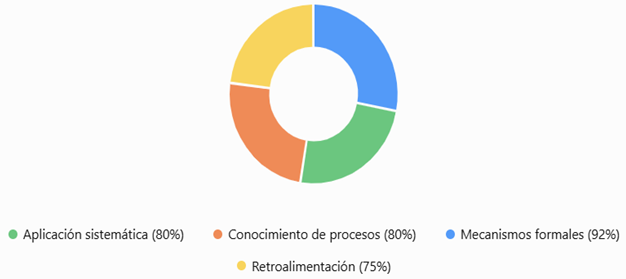 Aplicación sistemática (80%) Conocimiento de procesos (80%) Mecanismos formales (92%)
Retroalimentación (75%)